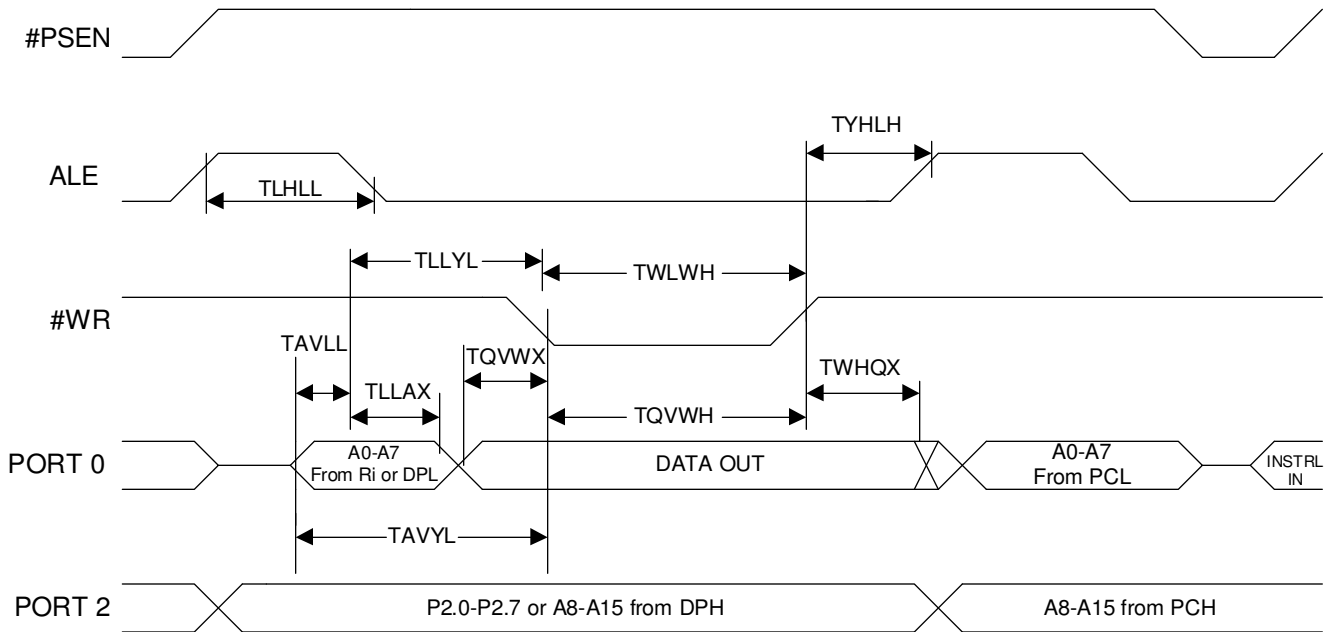 #PSEN
TYHLH
ALE
TLHLL
TLLYL
TWLWH
#WR
TAVLL
TQVWX
TWHQX
TLLAX
TQVWH
PORT 0
A0-A7
From Ri or DPL
DATA OUT
A0-A7
From PCL
INSTRL
IN
TAVYL
PORT 2
P2.0-P2.7 or A8-A15 from DPH
A8-A15 from PCH